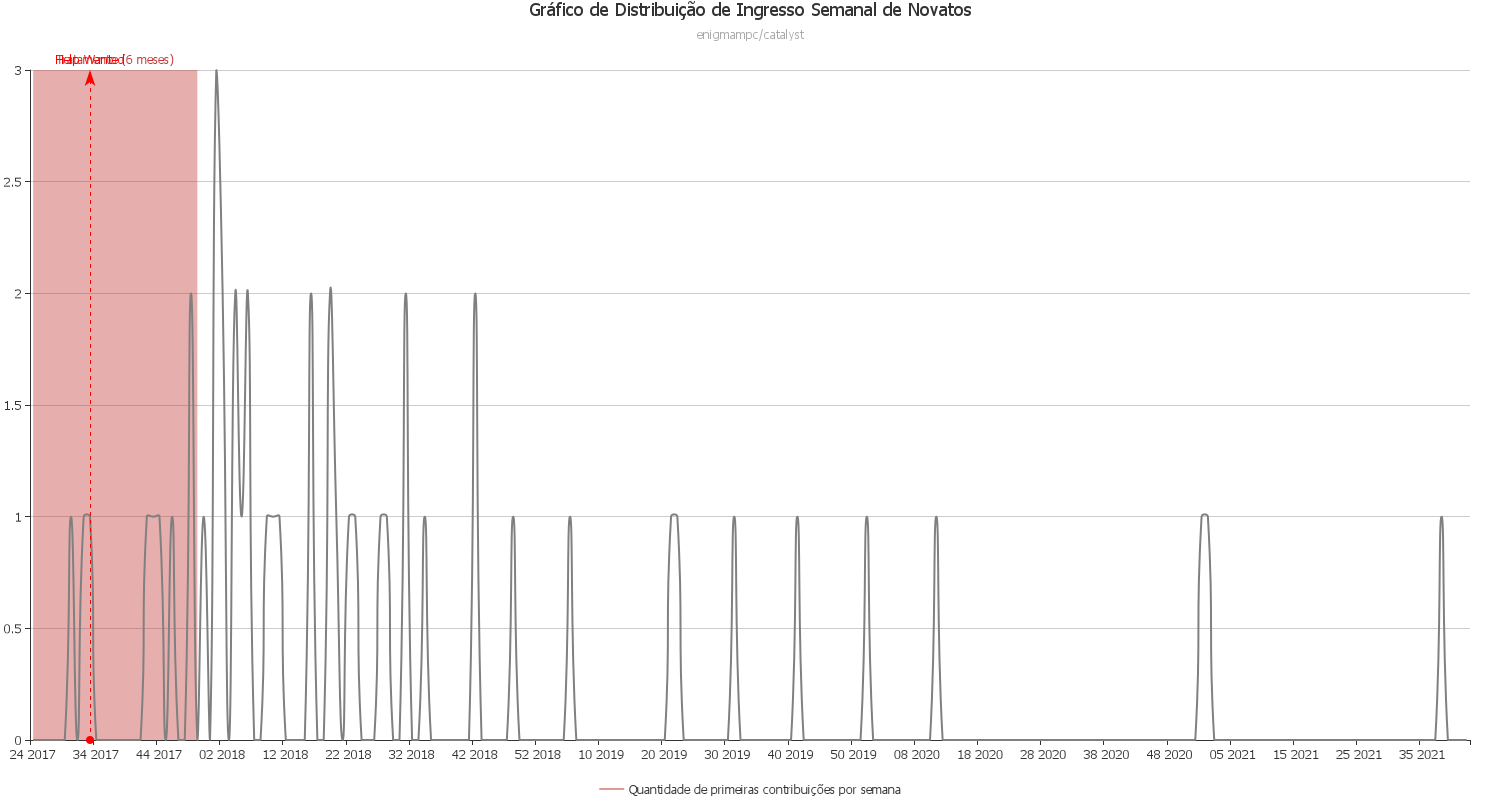 Gráfico de Distribuição de Ingresso Semanal de Novatos
enigmampc/catalyst
(6 meses)
3
2.5
2
1.5
1
0.5
0
24 2017 34 2017 44 2017 02 2018 12 2018 22 2018 32 2018 42 2018 52 2018 10 2019 20 2019 30 2019 40 2019 50 2019 08 2020 18 2020 28 2020 38 2020 48 2020 05 2021 15 2021 25 2021 35 2021
Quantidade de primeiras contribuições por semana